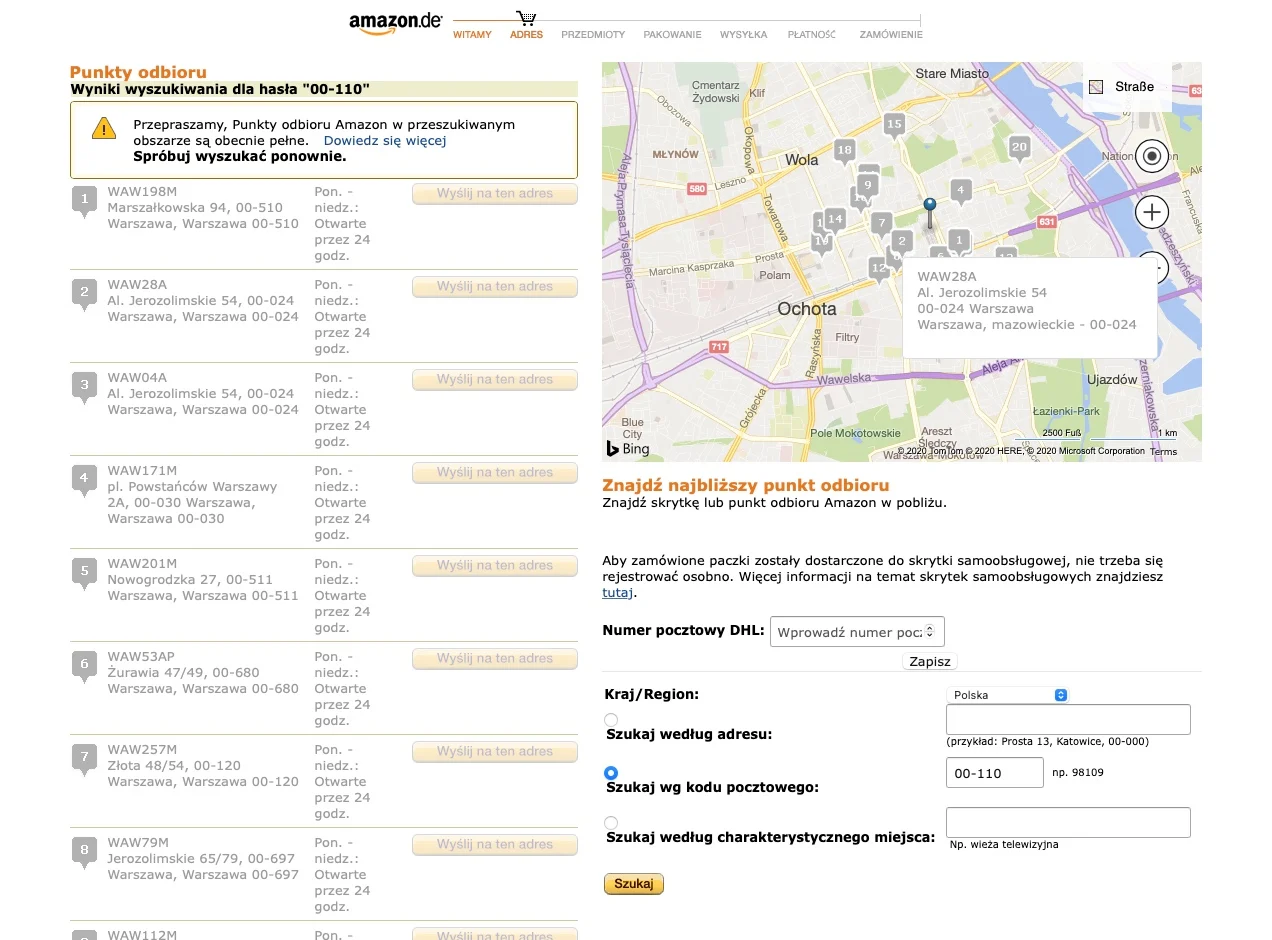 amazon.de
WITAMY ADRES PRZEDMIOTY PAKOWANIE WYSYŁKA PŁATNOŚĆ ZAMÓWIENIE
Punkty odbioru
Wyniki wyszukiwania dla hasła "00-110"
Przepraszamy, Punkty odbioru Amazon w przeszukiwanym
obszarze są obecnie pełne. Dowiedz się więcej
Spróbuj wyszukać ponownie.
1 WAW198M Pon. - Wyślij na ten adres
Marszałkowska 94, 00-510 niedz.:
Warszawa, Warszawa 00-510 Otwarte
przez 24
godz.
2 WAW28A Pon. - Wyślij na ten adres
Al. Jerozolimskie 54, 00-024 niedz.:
Warszawa, Warszawa 00-024 Otwarte
przez 24
godz.
3 WAW04A Pon. - Wyślij na ten adres
Al. Jerozolimskie 54, 00-024 niedz.:
Warszawa, Warszawa 00-024 Otwarte
przez 24
godz.
4 WAW171M Pon. - Wyślij na ten adres
pl. Powstańców Warszawy niedz.:
2A, 00-030 Warszawa, Otwarte
Warszawa 00-030 przez 24
godz.
5 WAW201M Pon. - Wyślij na ten adres
Nowogrodzka 27, 00-511 niedz.:
Warszawa, Warszawa 00-511 Otwarte
przez 24
godz.
6 WAW53AP Pon. - Wyślij na ten adres
Żurawia 47/49, 00-680 niedz.:
Warszawa, Warszawa 00-680 Otwarte
przez 24
godz.
7 WAW257M Pon. - Wyślij na ten adres
Złota 48/54, 00-120 niedz.:
Warszawa, Warszawa 00-120 Otwarte
przez 24
godz.
8 WAW79M Pon. - Wyślij na ten adres
Jerozolimskie 65/79, 00-697 niedz.:
Warszawa, Warszawa 00-697 Otwarte
przez 24
godz.
WAW112M Pon. - Wyślij na ten adres
Stare Miasto
Straße
Cmentarz
Żydowski
Klif
Obozowa
Okopowa
15
20
18
MŁYNÓW
Wola
Leszno
580
9
4
Aleja Prymasa Tysiąclecia
Towarowa
14
7
631
2
1
Prosta
Marcina Kasprzaka
12
Polam
Francuska
WAW28A
Al. Jerozolimskie 54
00-024 Warszawa
Warszawa, mazowieckie - 00-024
Ochota
717
Filtry
Raszyńska
Wawelska
Ujazdów
Grójecka
Łazienki-Park
Blue
City
Pole Mokotowskie
Areszt
Śledczy
2500 Fuß 1 km
Warszawa-Mokotów
Bing
© 2020 TomTom © 2020 HERE, © 2020 Microsoft Corporation Terms
Znajdź najbliższy punkt odbioru
Znajdź skrytkę lub punkt odbioru Amazon w pobliżu.
Aby zamówione paczki zostały dostarczone do skrytki samoobsługowej, nie trzeba się
rejestrować osobno. Więcej informacji na temat skrytek samoobsługowych znajdziesz
tutaj.
Numer pocztowy DHL: Wprowadź numer poc
Zapisz
Kraj/Region: Polska
Szukaj według adresu:
(przykład: Prosta 13, Katowice, 00-000)
Szukaj wg kodu pocztowego: 00-110 np. 98109
Szukaj według charakterystycznego miejsca:
Np. wieża telewizyjna
Szukaj